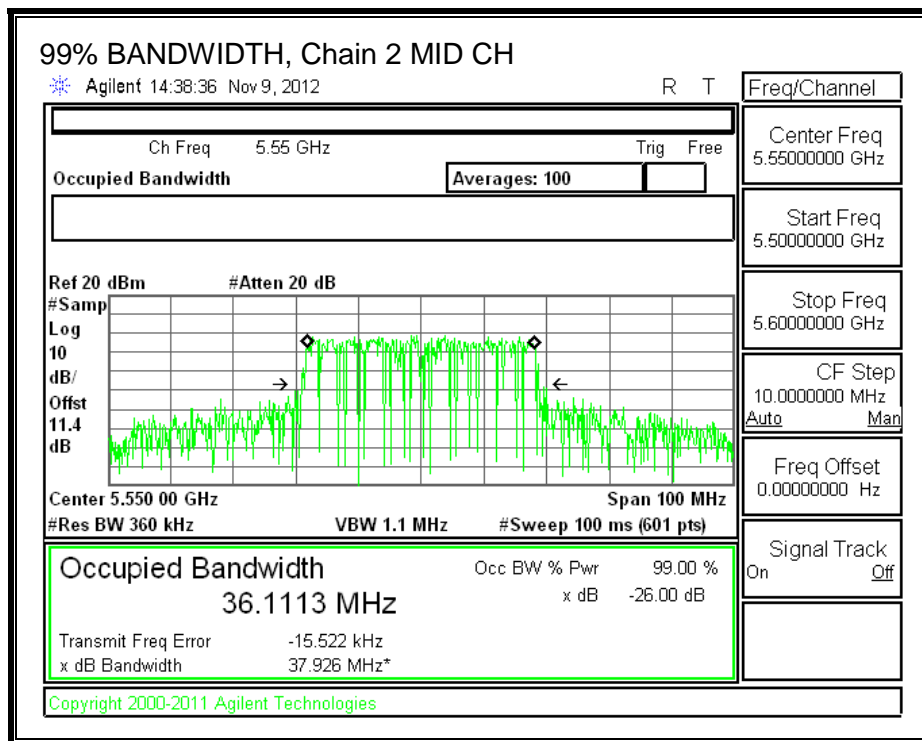 99% BANDWIDTH, Chain 2 MID CH
Agilent 14:38:36 Nov 9, 2012 R T
Freq/Channel
Ch Freq 5.55 GHz Trig Free
Occupied Bandwidth Averages: 100
Center Freq
5.55000000 GHz
Start Freq
5.50000000 GHz
Stop Freq
5.60000000 GHz
CF Step
10.0000000 MHz
Auto Man
Freq Offset
0.00000000 Hz
Signal Track
On Off
Ref 20 dBm #Atten 20 dB
#Samp
Log
10
dB/
Offst
11.4
dB
Center 5.550 00 GHz Span 100 MHz
#Res BW 360 kHz VBW 1.1 MHz #Sweep 100 ms (601 pts)
Occupied Bandwidth Occ BW % Pwr 99.00 %
36.1113 MHz x dB -26.00 dB
Transmit Freq Error -15.522 kHz
x dB Bandwidth 37.926 MHz*
Copyright 2000-2011 Agilent Technologies